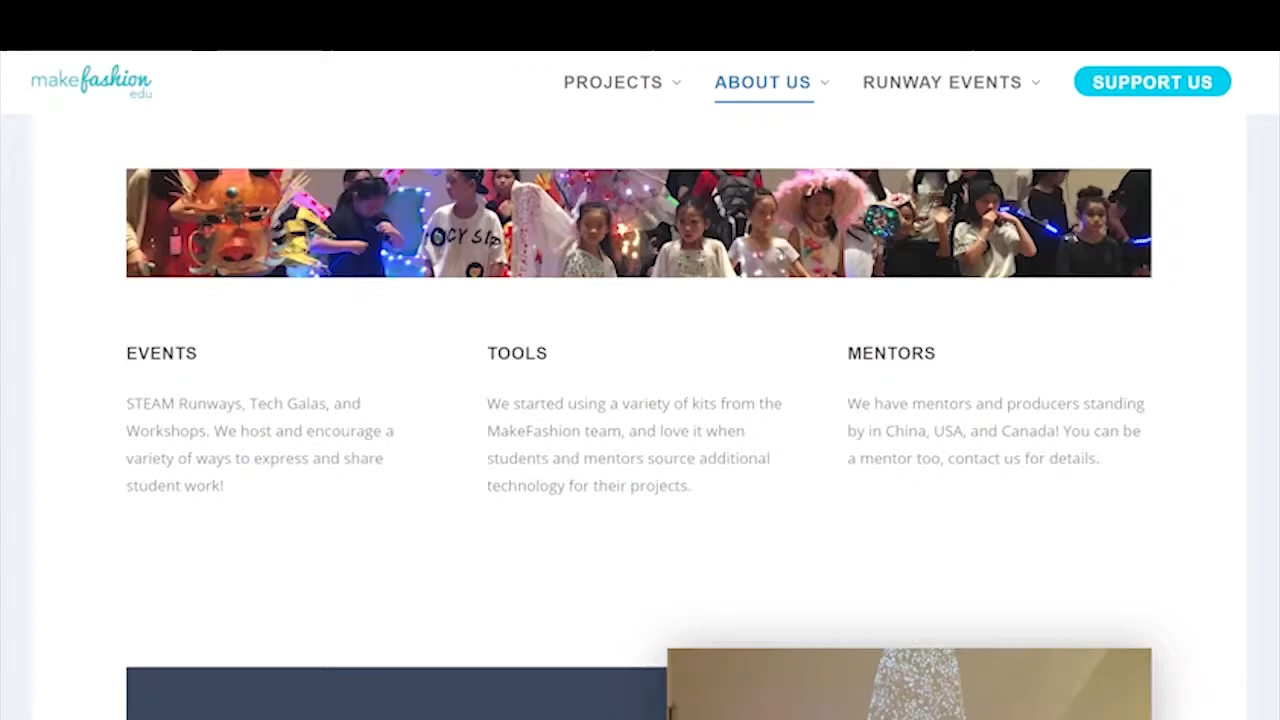 make fashion
edu
PROJECTS
ABOUT US
RUNWAY EVENTS
SUPPORT US
OCY SIZ
EVENTS
STEAM Runways, Tech Galas, and
Workshops. We host and encourage a
variety of ways to express and share
student work!
TOOLS
We started using a variety of kits from the
MakeFashion team, and love it when
students and mentors source additional
technology for their projects.
MENTORS
We have mentors and producers standing
by in China, USA, and Canada! You can be
a mentor too, contact us for details.